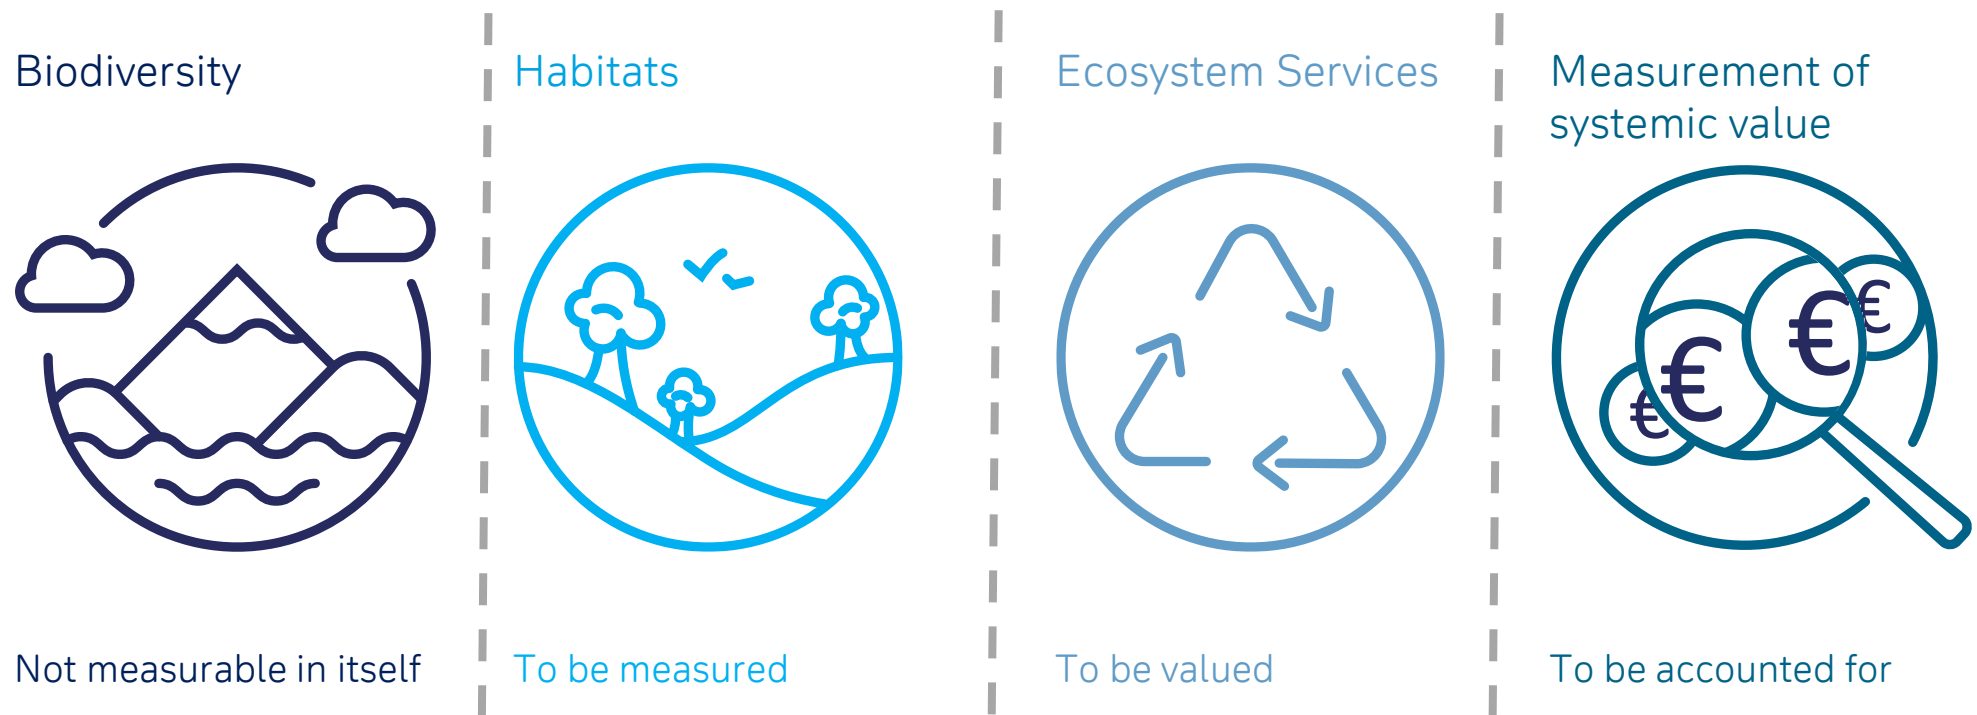 Biodiversity
Not measurable in itself
Habitats
To be measured
Ecosystem Services
To be valued
Measurement of
systemic value
€
€
€
€
To be accounted for